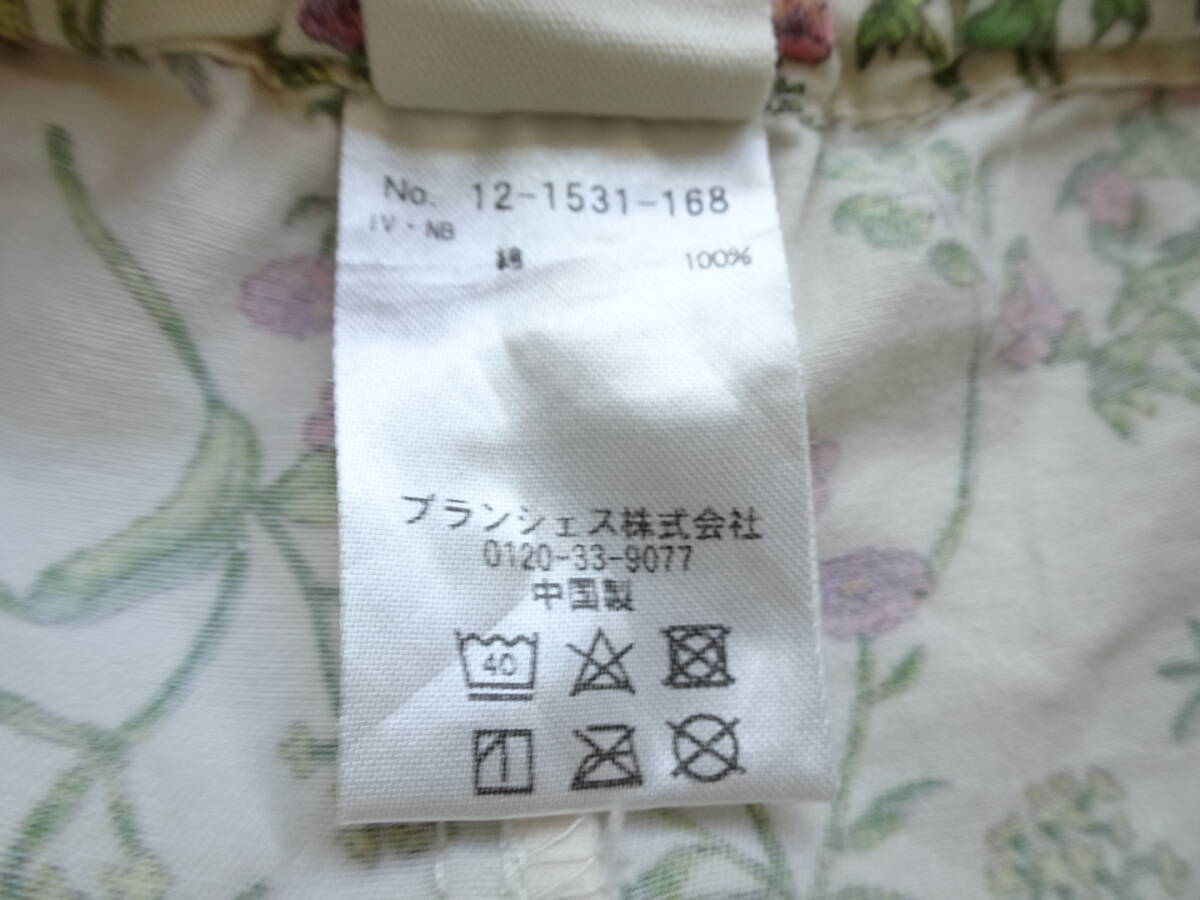 No. 12-1531-168
IV・NB
綿 100%
ブランシェス株式会社
0120-33-9077
中国製
40